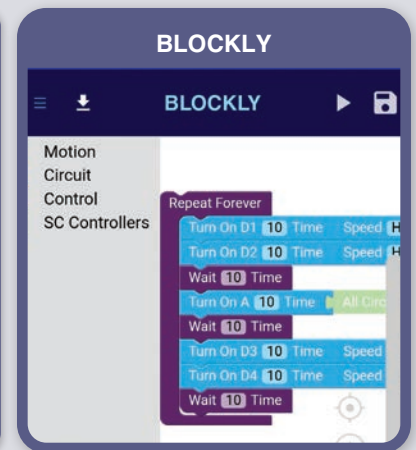 BLOCKLY
BLOCKLY
Motion
Circuit
Control
SC Controllers
Repeat Forever
Turn On D1 10 Time Speed H
Turn On D2 10 Time Speed H
Wait 10 Time
Turn On A 10 Time All Circ
Wait 10 Time
Turn On D3 10 Time Speed
Turn On D4 10 Time Speed
Wait 10 Time